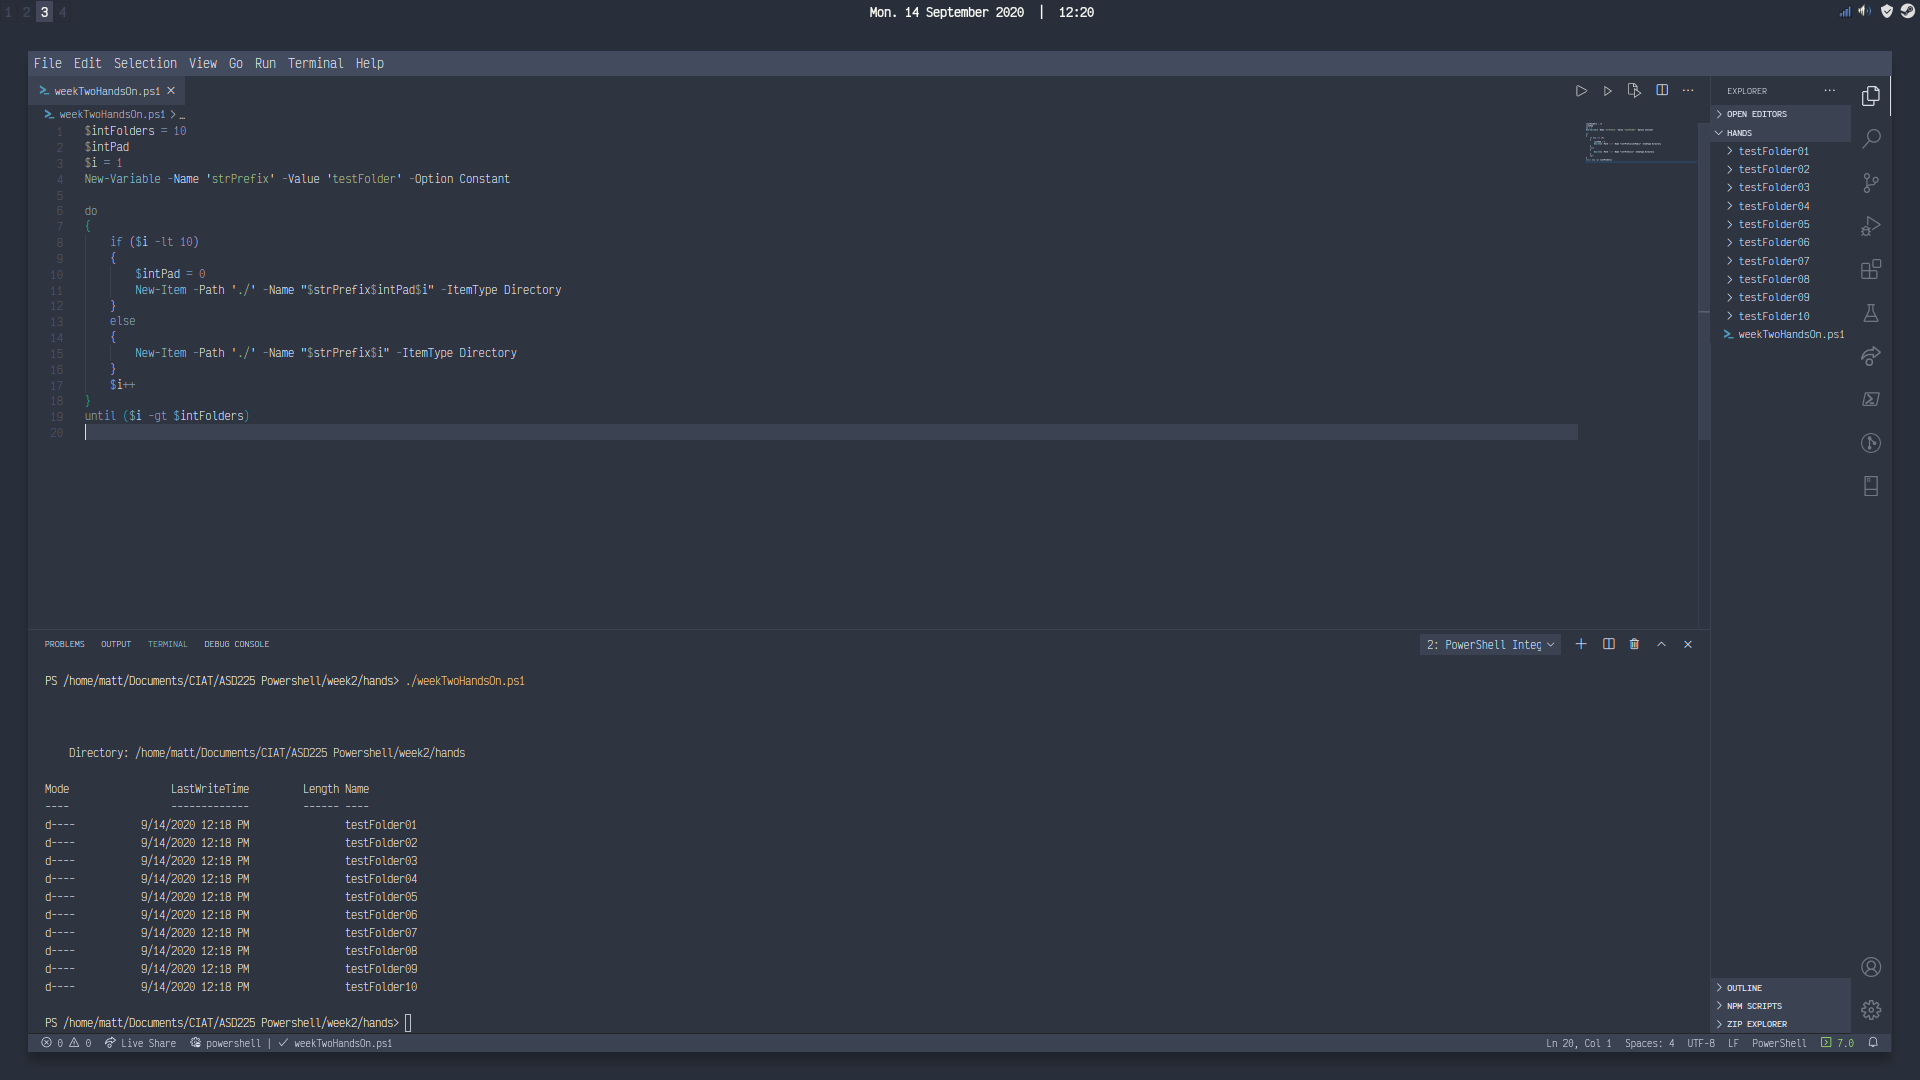 1 2 3 4
Mon. 14 September 2020 | 12:20
File Edit Selection View Go Run Terminal Help
weekTwoHandsOn.ps1
weekTwoHandsOn.ps1 > …
1 $intFolders = 10
2 $intPad
3 $i = 1
4 New-Variable -Name 'strPrefix' -Value 'testFolder' -Option Constant
5
6 do
7 {
8 if ($i -lt 10)
9 {
10 $intPad = 0
11 New-Item -Path './' -Name "$strPrefix$intPad$i" -ItemType Directory
12 }
13 else
14 {
15 New-Item -Path './' -Name "$strPrefix$i" -ItemType Directory
16 }
17 $i++
18 }
19 until ($i -gt $intFolders)
20
EXPLORER
OPEN EDITORS
HANDS
testFolder01
testFolder02
testFolder03
testFolder04
testFolder05
testFolder06
testFolder07
testFolder08
testFolder09
testFolder10
weekTwoHandsOn.ps1
PROBLEMS OUTPUT TERMINAL DEBUG CONSOLE
2: PowerShell Integ
PS /home/matt/Documents/CIAT/ASD225 Powershell/week2/hands> ./weekTwoHandsOn.ps1
Directory: /home/matt/Documents/CIAT/ASD225 Powershell/week2/hands
Mode LastWriteTime Length Name
---- ------------- ------ ----
d---- 9/14/2020 12:18 PM testFolder01
d---- 9/14/2020 12:18 PM testFolder02
d---- 9/14/2020 12:18 PM testFolder03
d---- 9/14/2020 12:18 PM testFolder04
d---- 9/14/2020 12:18 PM testFolder05
d---- 9/14/2020 12:18 PM testFolder06
d---- 9/14/2020 12:18 PM testFolder07
d---- 9/14/2020 12:18 PM testFolder08
d---- 9/14/2020 12:18 PM testFolder09
d---- 9/14/2020 12:18 PM testFolder10
PS /home/matt/Documents/CIAT/ASD225 Powershell/week2/hands>
OUTLINE
NPM SCRIPTS
ZIP EXPLORER
0 0 Live Share powershell | weekTwoHandsOn.ps1
Ln 20, Col 1 Spaces: 4 UTF-8 LF PowerShell 7.0